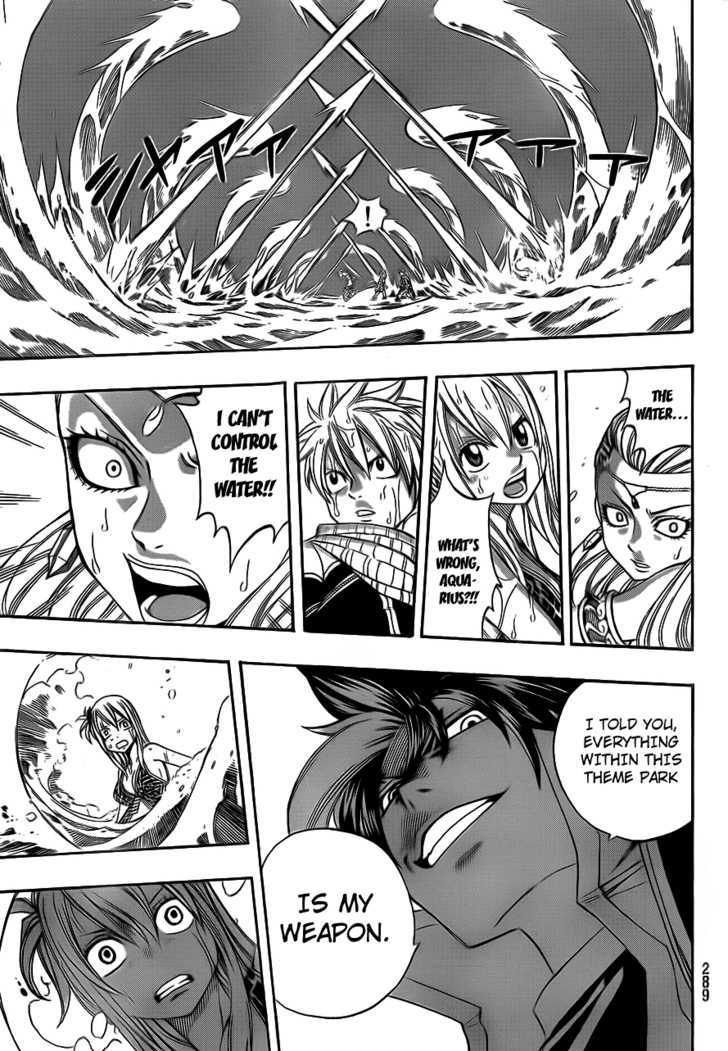 シャアアアッ
!
THE
WATER...
WHAT'S
WRONG,
AQUA-
RIUS?!!
I CAN'T
CONTROL
THE
WATER!!
I TOLD YOU,
EVERYTHING
WITHIN THIS
THEME PARK
IS MY
WEAPON.
289